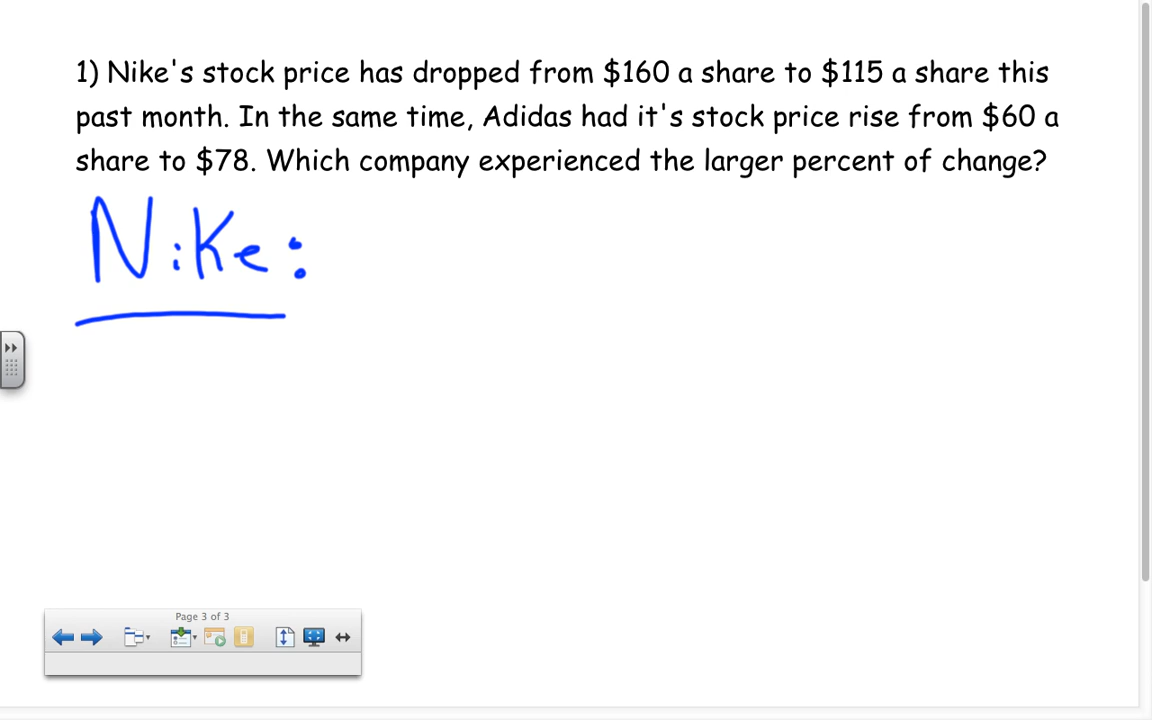 1) Nike's stock price has dropped from $160 a share to $115 a share this
past month. In the same time, Adidas had it's stock price rise from $60 a
share to $78. Which company experienced the larger percent of change?
Nike:
Page 3 of 3